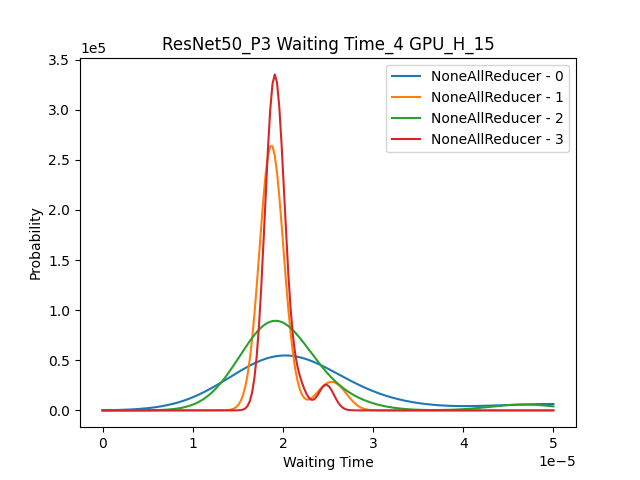 ResNet50_P3 Waiting Time_4 GPU_H_15
1e5
3.5
3.0
2.5
2.0
1.5
1.0
0.5
0.0
Probability
NoneAllReducer - 0
NoneAllReducer - 1
NoneAllReducer - 2
NoneAllReducer - 3
0 1 2 3 4 5
1e−5
Waiting Time